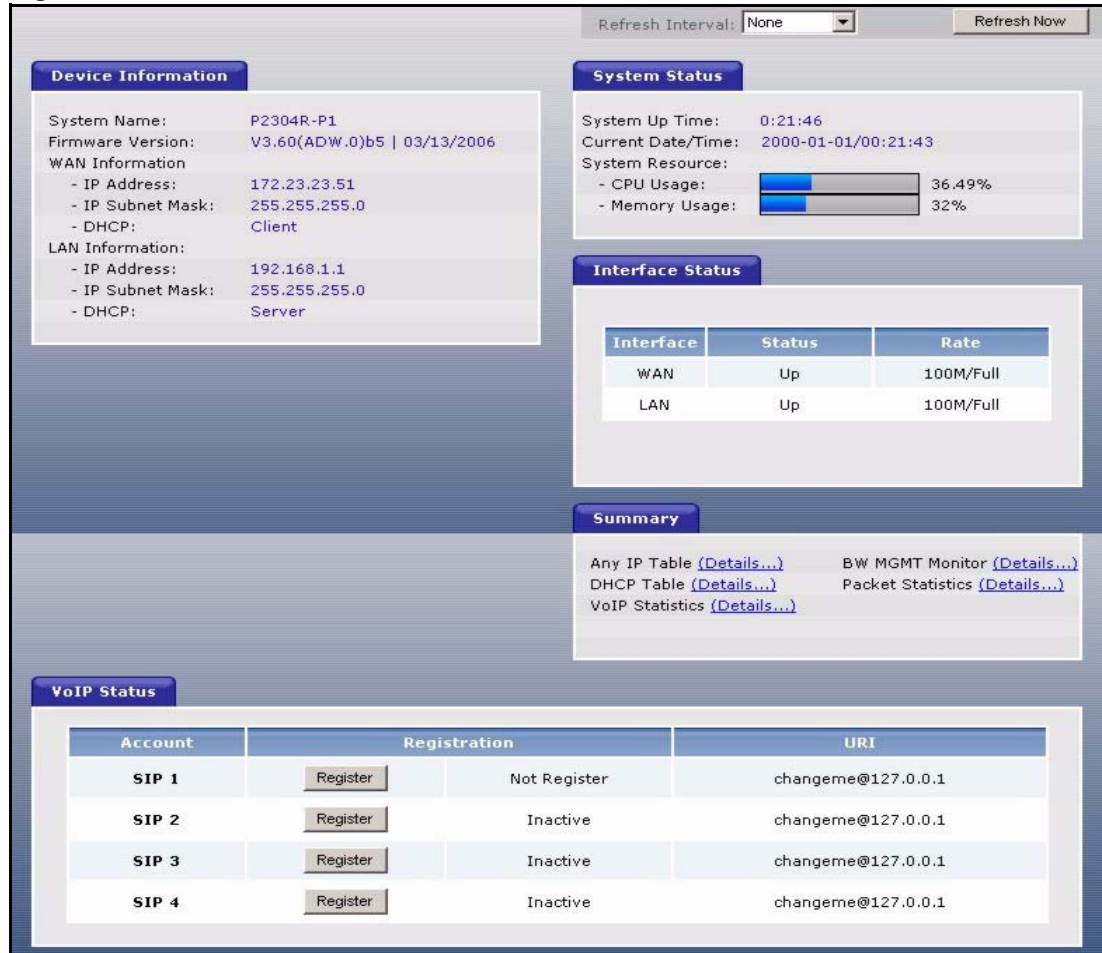 Refresh Interval: None Refresh Now
Device Information
System Name: P2304R-P1
Firmware Version: V3.60(ADW.0)b5 | 03/13/2006
WAN Information
- IP Address: 172.23.23.51
- IP Subnet Mask: 255.255.255.0
- DHCP: Client
LAN Information:
- IP Address: 192.168.1.1
- IP Subnet Mask: 255.255.255.0
- DHCP: Server
System Status
System Up Time: 0:21:46
Current Date/Time: 2000-01-01/00:21:43
System Resource:
- CPU Usage: 36.49%
- Memory Usage: 32%
Interface Status
Interface Status Rate
WAN Up 100M/Full
LAN Up 100M/Full
Summary
Any IP Table (Details...) BW MGMT Monitor (Details...)
DHCP Table (Details...) Packet Statistics (Details...)
VoIP Statistics (Details...)
VoIP Status
Account Registration URI
SIP 1 Register Not Register changeme@127.0.0.1
SIP 2 Register Inactive changeme@127.0.0.1
SIP 3 Register Inactive changeme@127.0.0.1
SIP 4 Register Inactive changeme@127.0.0.1